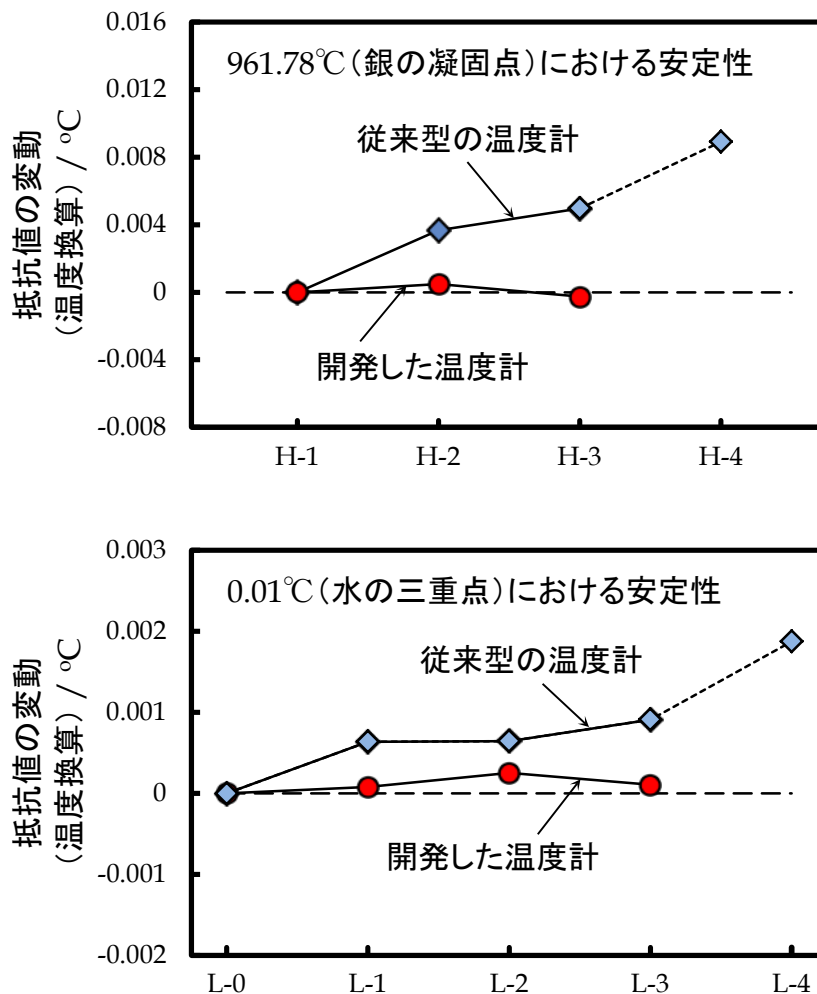 0.016
961.78℃(銀の凝固点)における安定性
0.012
従来型の温度計
0.008
0.004
0
-0.004
開発した温度計
-0.008
抵抗値の変動
(温度換算) / ºC
H-1 H-2 H-3 H-4
0.003
0.01℃(水の三重点)における安定性
0.002
従来型の温度計
0.001
0
開発した温度計
-0.001
-0.002
抵抗値の変動
(温度換算) / ºC
L-0 L-1 L-2 L-3 L-4